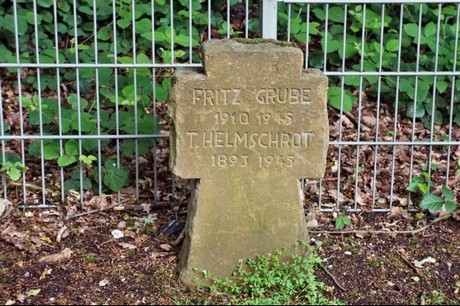 FRITZ GRUBE
1910 1945
T. HELMSCHROT
1893 1945